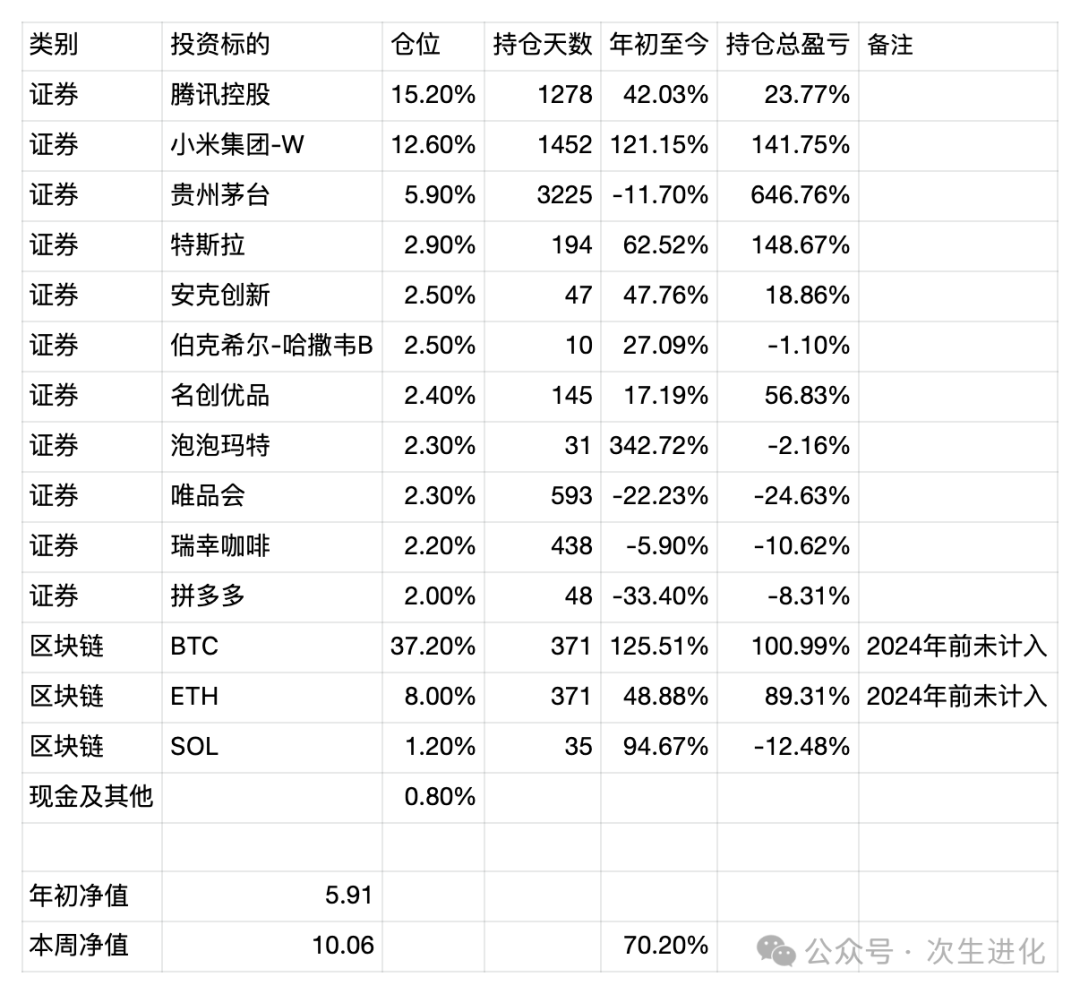 类别 投资标的 仓位 持仓天数 年初至今 持仓总盈亏 备注
证券 腾讯控股 15.20% 1278 42.03% 23.77%
证券 小米集团-W 12.60% 1452 121.15% 141.75%
证券 贵州茅台 5.90% 3225 -11.70% 646.76%
证券 特斯拉 2.90% 194 62.52% 148.67%
证券 安克创新 2.50% 47 47.76% 18.86%
证券 伯克希尔-哈撒韦B 2.50% 10 27.09% -1.10%
证券 名创优品 2.40% 145 17.19% 56.83%
证券 泡泡玛特 2.30% 31 342.72% -2.16%
证券 唯品会 2.30% 593 -22.23% -24.63%
证券 瑞幸咖啡 2.20% 438 -5.90% -10.62%
证券 拼多多 2.00% 48 -33.40% -8.31%
区块链 BTC 37.20% 371 125.51% 100.99% 2024年前未计入
区块链 ETH 8.00% 371 48.88% 89.31% 2024年前未计入
区块链 SOL 1.20% 35 94.67% -12.48%
现金及其他 0.80%
年初净值 5.91
本周净值 10.06 70.20%
公众号 · 次生进化